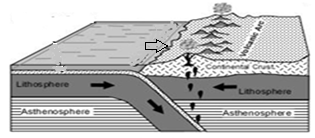 Volcanic Arc
Continental Crust
Lithosphere
Lithosphere
Asthenosphere
Asthenosphere